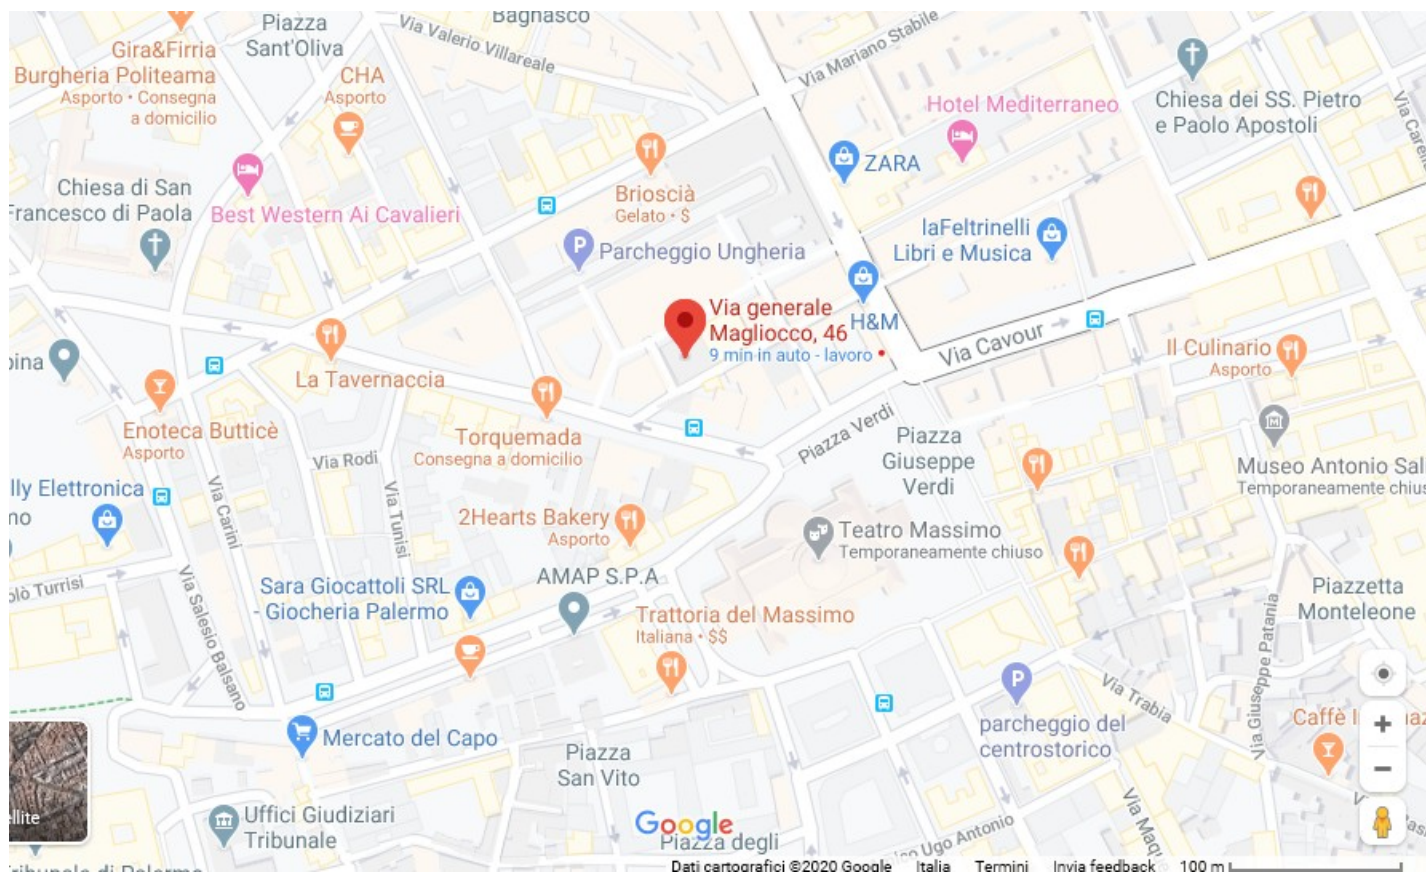 Bagnasco
Piazza
Sant'Oliva
Via Valerio Villareale
Via Mariano Stabile
Gira&Firria
Burgheria Politeama
Asporto • Consegna
a domicilio
CHA
Asporto
Hotel Mediterraneo
Chiesa dei SS. Pietro
e Paolo Apostoli
ZARA
Chiesa di San
Francesco di Paola
Best Western Ai Cavalieri
Brioscià
Gelato • $
laFeltrinelli
Libri e Musica
P
Parcheggio Ungheria
Via generale
Magliocco, 46
9 min in auto - lavoro
H&M
Via Cavour
Il Culinario
Asporto
La Tavernaccia
Enoteca Butticè
Asporto
Torquemada
Consegna a domicilio
Piazza Verdi
Piazza
Giuseppe
Verdi
Via Rodi
Via Tunisi
Via Carini
Museo Antonio
Temporaneamente
Elettronica
2Hearts Bakery
Asporto
Teatro Massimo
Temporaneamente chiuso
AMAP S.P.A
Turrisi
Sara Giocattoli SRL
- Giocheria Palermo
Trattoria del Massimo
Italiana • $$
Piazzetta
Monteleone
Via Salesio Balsano
Via Giuseppe Patania
Via Trabia
P
parcheggio del
centrostorico
Caffè
Mercato del Capo
Piazza
San Vito
Uffici Giudiziari
Tribunale
Google
Piazza degli
Ugo Antonio
Dati cartografici ©2020 Google Italia Termini Invia feedback 100 m